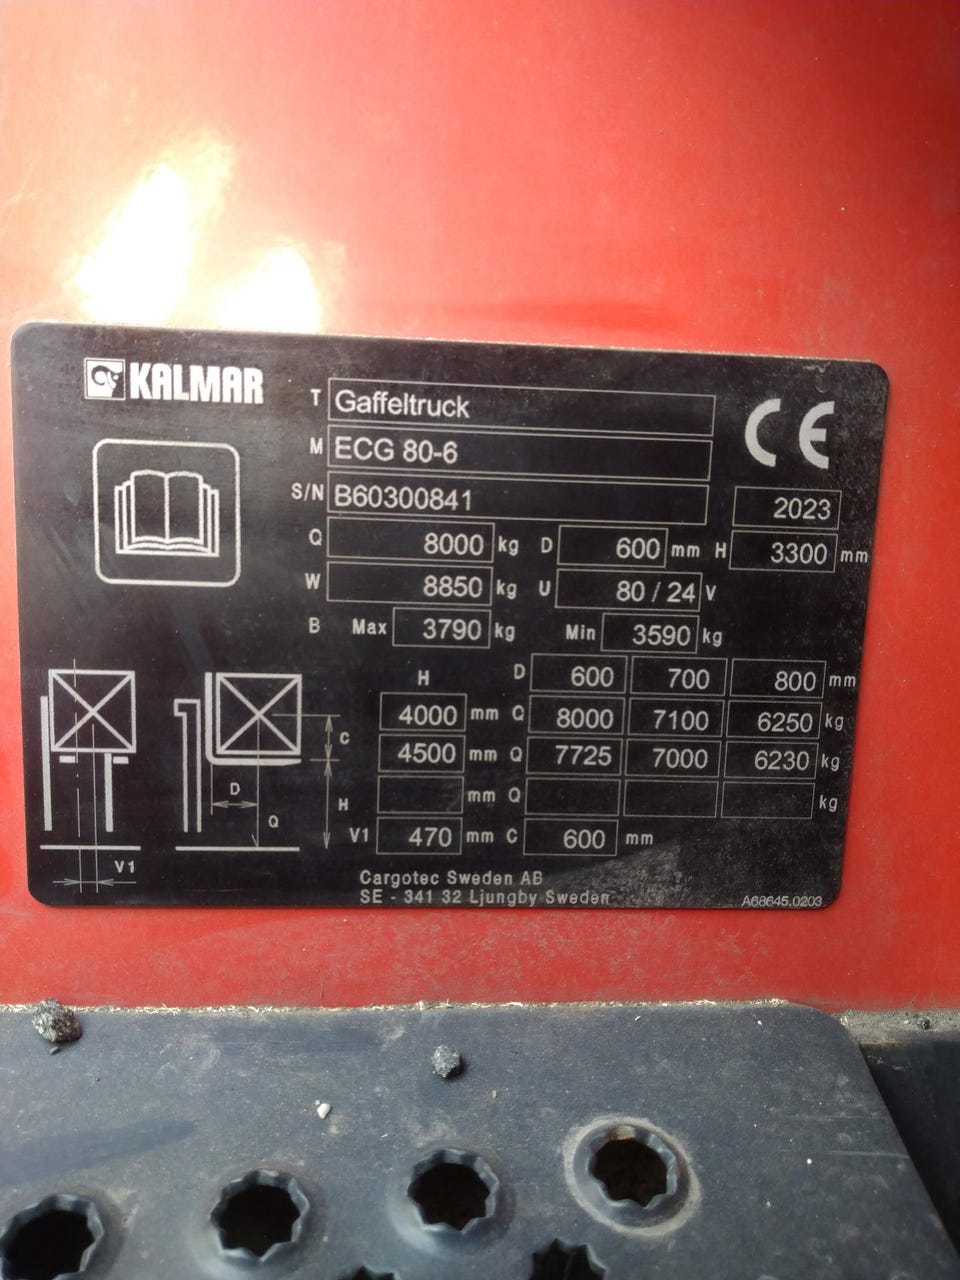 KALMAR
T Gaffeltruck
CE
M ECG 80-6
S/N B60300841 2023
Q 8000 kg D 600 mm H 3300 mm
W 8850 kg U 80 / 24 V
B Max 3790 kg Min 3590 kg
H D 600 700 800 mm
4000 mm Q 8000 7100 6250 kg
4500 mm Q 7725 7000 6230 kg
mm Q kg
V1 470 mm C 600 mm
C
D
H
Q
V1
Cargotec Sweden AB
SE - 341 32 Ljungby Sweden
A68645.0203